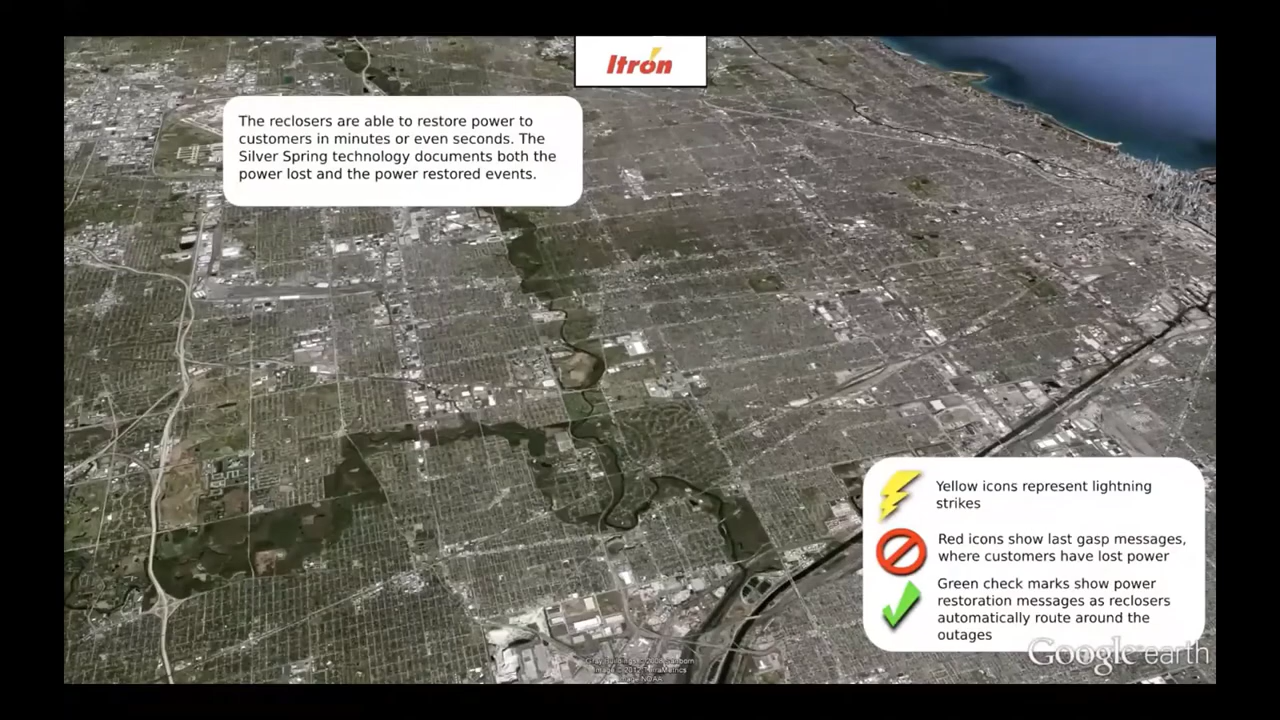 Itron
The reclosers are able to restore power to
customers in minutes or even seconds. The
Silver Spring technology documents both the
power lost and the power restored events.
Yellow icons represent lightning
strikes
Red icons show last gasp messages,
where customers have lost power
Green check marks show power
restoration messages as reclosers
automatically route around the
outages
Google earth
Image NOAA